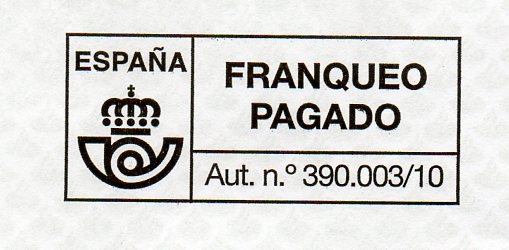 ESPAÑA
FRANQUEO
PAGADO
Aut. n.º 390.003/10